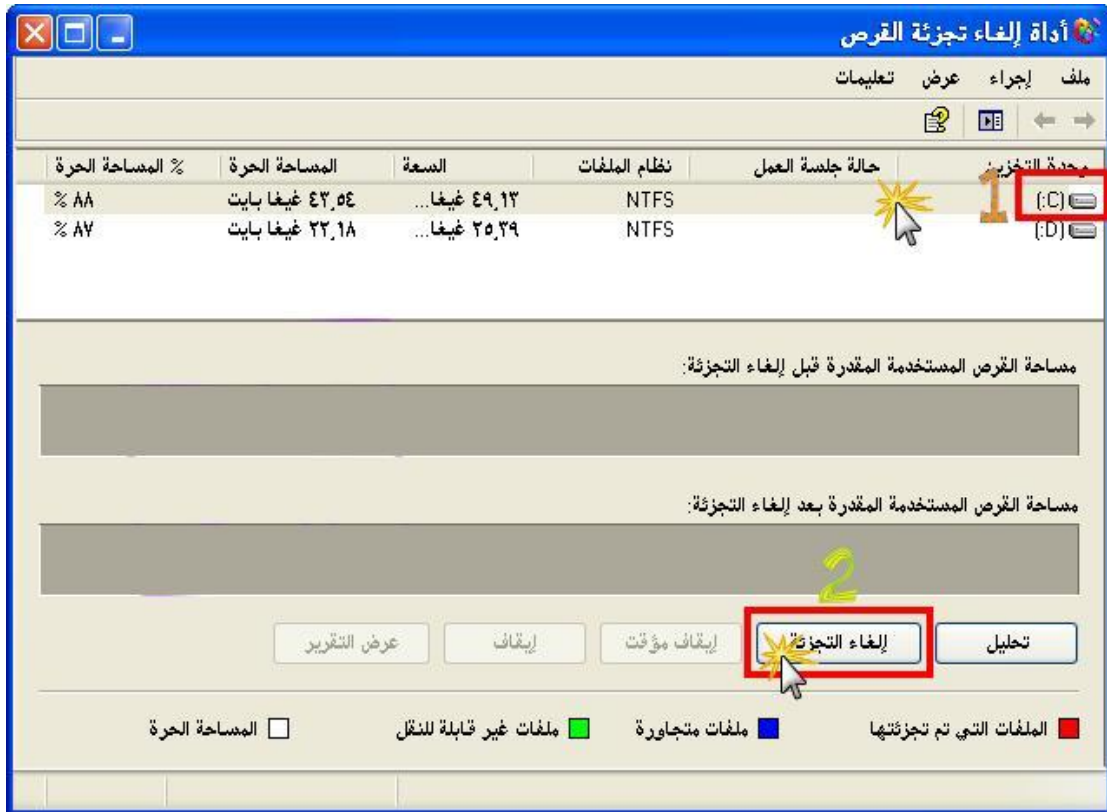 أداة إلغاء تجزئة القرص
ملف إجراء عرض تعليمات
وحدة التخزين حالة جلسة العمل نظام الملفات السعة المساحة الحرة % المساحة الحرة
(C:) NTFS ٤٩,١٣ غيغا... ٤٣,٥٤ غيغا بايت ٨٨ %
(D:) NTFS ٢٥,٣٩ غيغا... ٢٢,١٨ غيغا بايت ٨٧ %
1
مساحة القرص المستخدمة المقدرة قبل إلغاء التجزئة:
مساحة القرص المستخدمة المقدرة بعد إلغاء التجزئة:
2
تحليل إلغاء التجزئة إيقاف مؤقت إيقاف عرض التقرير
الملفات التي تم تجزئتها ملفات متجاورة ملفات غير قابلة للنقل المساحة الحرة